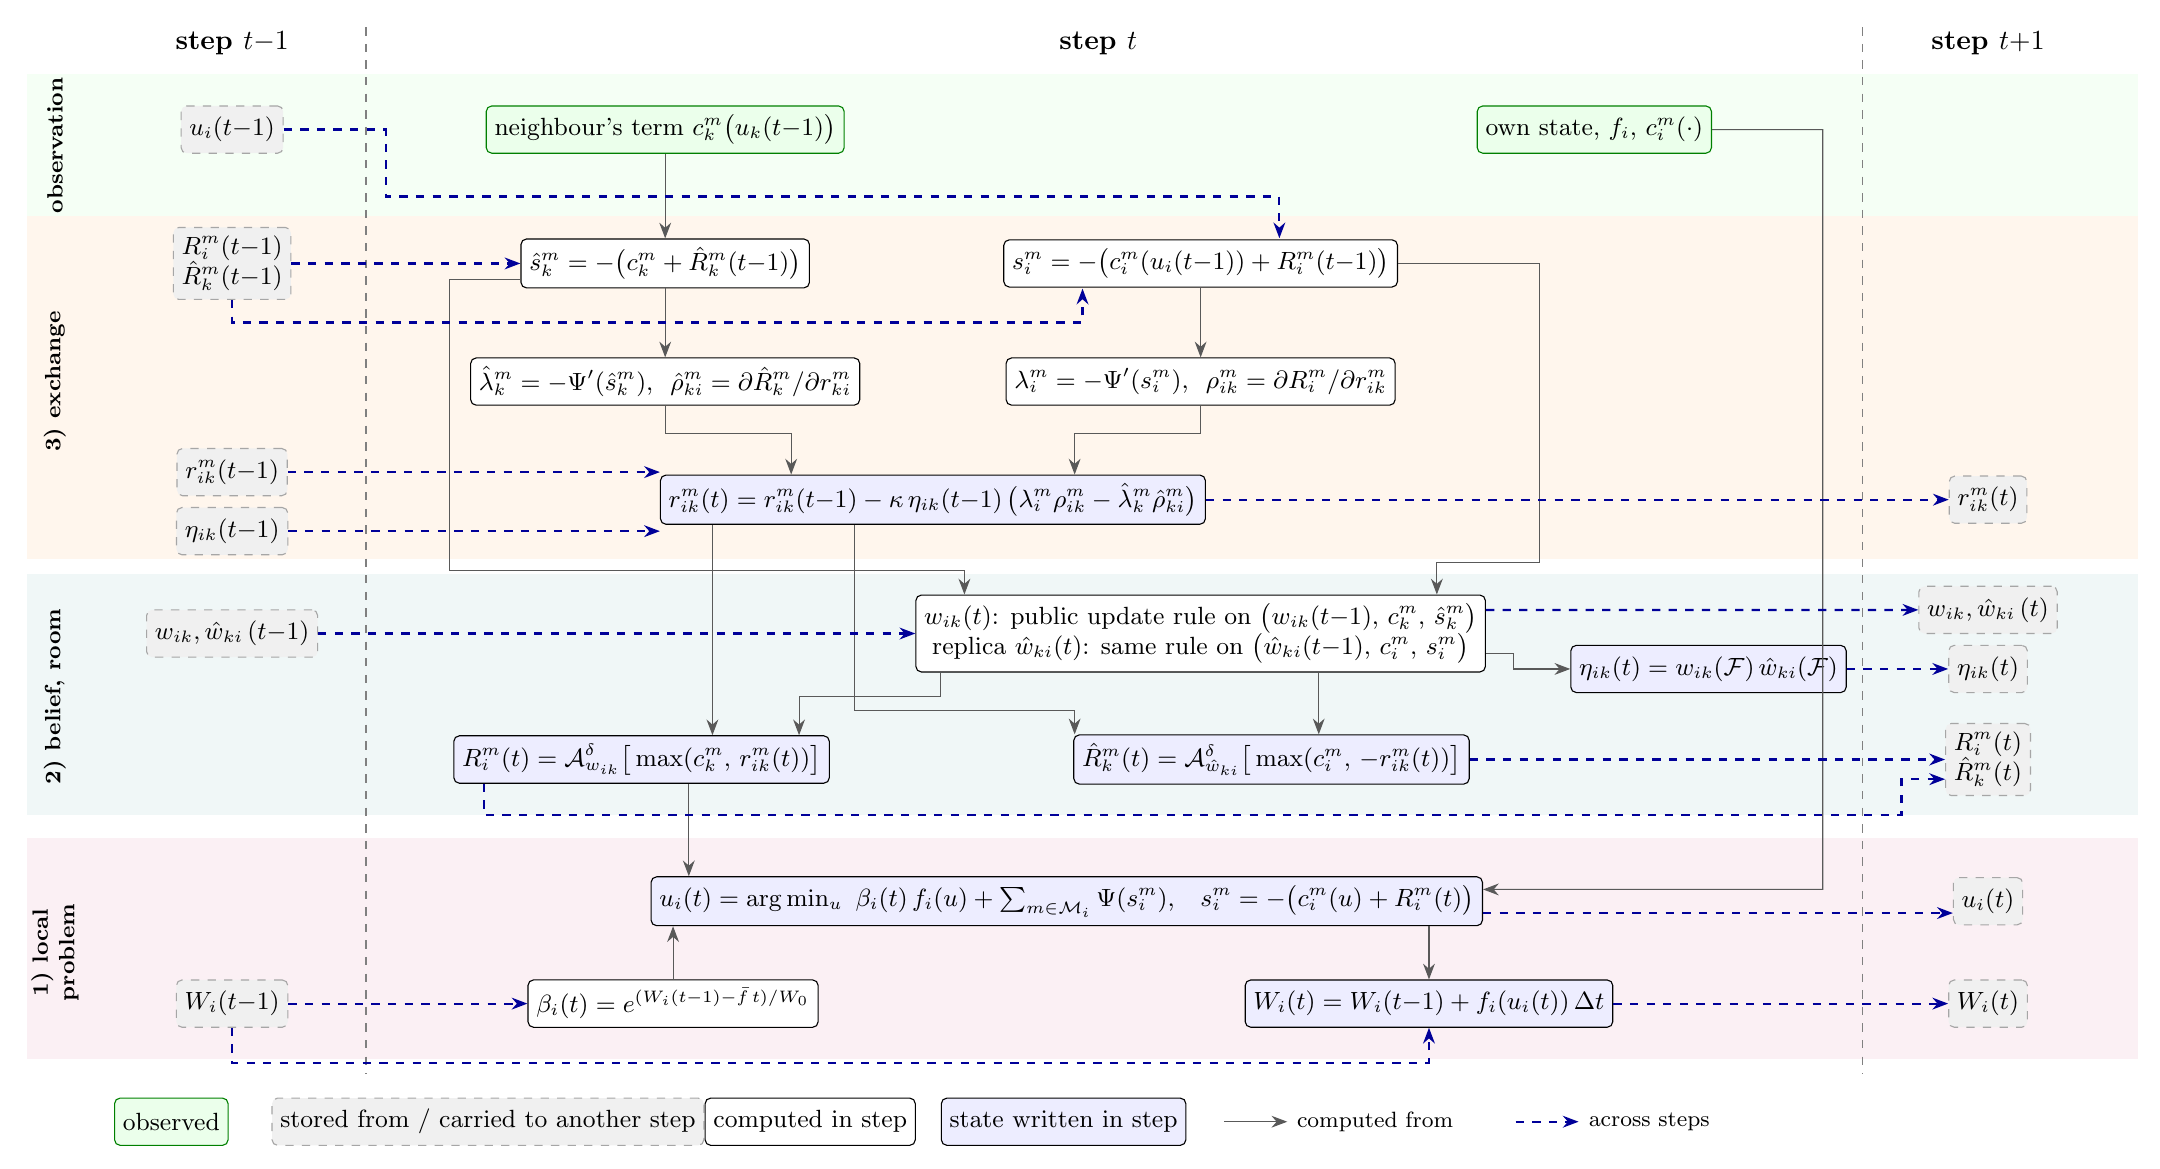 step t−1
step t
step t+1
observation
u_i(t−1)
neighbour's term c_k^m(u_k(t−1))
own state, f_i, c_i^m(·)
3) exchange
R_i^m(t−1)
R̂_k^m(t−1)
ŝ_k^m = −(c_k^m + R̂_k^m(t−1))
s_i^m = −(c_i^m(u_i(t−1)) + R_i^m(t−1))
λ̂_k^m = −Ψ′(ŝ_k^m), ρ̂_ki^m = ∂R̂_k^m/∂r_ki^m
λ_i^m = −Ψ′(s_i^m), ρ_ik^m = ∂R_i^m/∂r_ik^m
r_ik^m(t−1)
η_ik(t−1)
r_ik^m(t) = r_ik^m(t−1) − κ η_ik(t−1) (λ_i^m ρ_ik^m − λ̂_k^m ρ̂_ki^m)
r_ik^m(t)
2) belief, room
w_ik, ŵ_ki (t−1)
w_ik(t): public update rule on (w_ik(t−1), c_k^m, ŝ_k^m)
replica ŵ_ki(t): same rule on (ŵ_ki(t−1), c_i^m, s_i^m)
w_ik, ŵ_ki (t)
η_ik(t) = w_ik(ℱ) ŵ_ki(ℱ)
η_ik(t)
R_i^m(t) = 𝒜_{w_ik}^δ [ max(c_k^m, r_ik^m(t))]
R̂_k^m(t) = 𝒜_{ŵ_ki}^δ [ max(c_i^m, −r_ik^m(t))]
R_i^m(t)
R̂_k^m(t)
1) local
problem
u_i(t) = arg min_u β_i(t) f_i(u) + ∑_{m∈ℳ_i} Ψ(s_i^m), s_i^m = −(c_i^m(u) + R_i^m(t))
u_i(t)
W_i(t−1)
β_i(t) = e^{(W_i(t−1)−f̄ t)/W_0}
W_i(t) = W_i(t−1) + f_i(u_i(t)) Δt
W_i(t)
observed
stored from / carried to another step
computed in step
state written in step
computed from
across steps